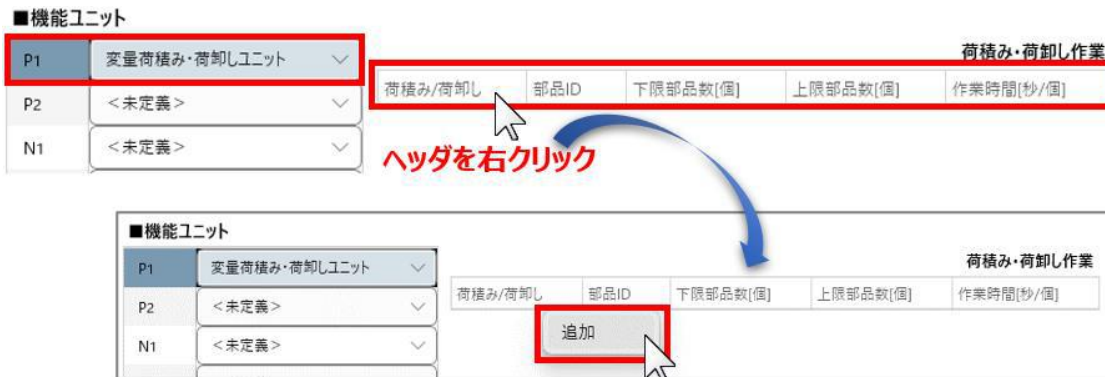 ■機能ユニット
P1 変量荷積み・荷卸しユニット
荷積み・荷卸し作業
荷積み/荷卸し 部品ID 下限部品数[個] 上限部品数[個] 作業時間[秒/個]
P2 <未定義>
N1 <未定義>
ヘッダを右クリック
■機能ユニット
P1 変量荷積み・荷卸しユニット
荷積み・荷卸し作業
荷積み/荷卸し 部品ID 下限部品数[個] 上限部品数[個] 作業時間[秒/個]
P2 <未定義>
追加
N1 <未定義>